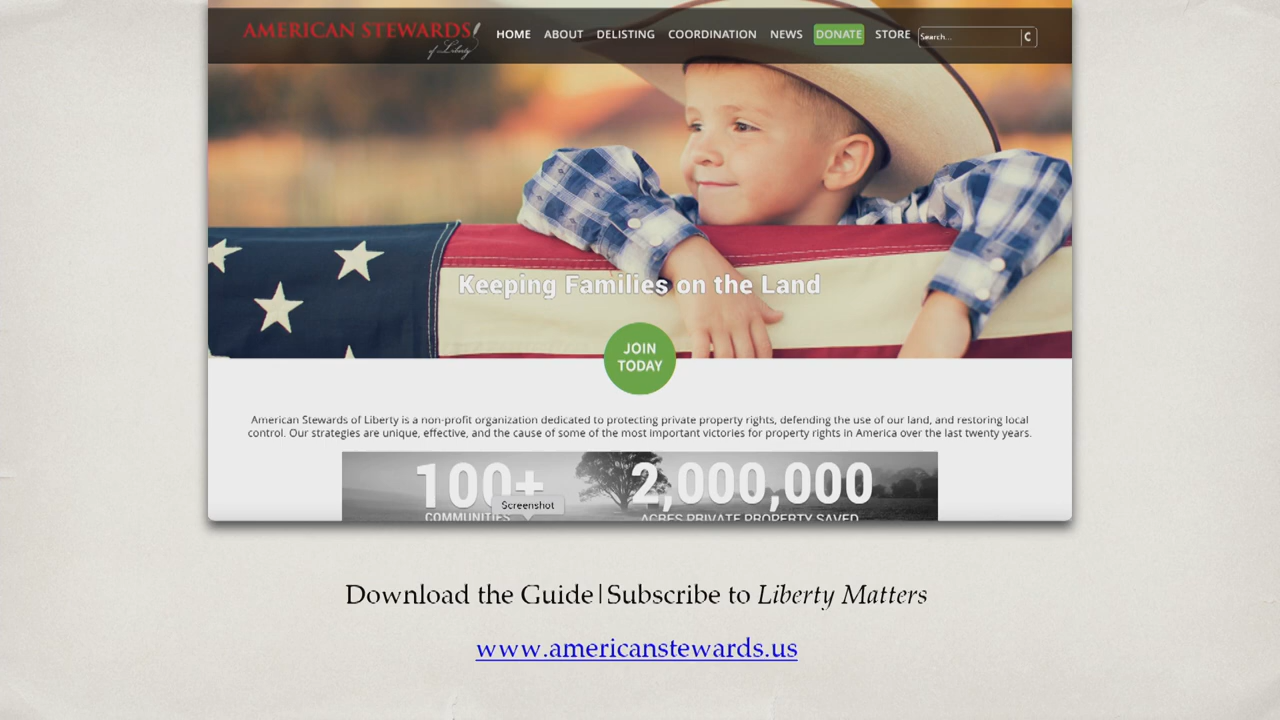 AMERICAN STEWARDS
of Liberty
HOME ABOUT DELISTING COORDINATION NEWS DONATE STORE Search... C
Keeping Families on the Land
JOIN
TODAY
American Stewards of Liberty is a non-profit organization dedicated to protecting private property rights, defending the use of our land, and restoring local
control. Our strategies are unique, effective, and the cause of some of the most important victories for property rights in America over the last twenty years.
100+ 2,000,000
Screenshot
COMMUNITIES ACRES PRIVATE PROPERTY SAVED
Download the Guide|Subscribe to Liberty Matters
www.americanstewards.us